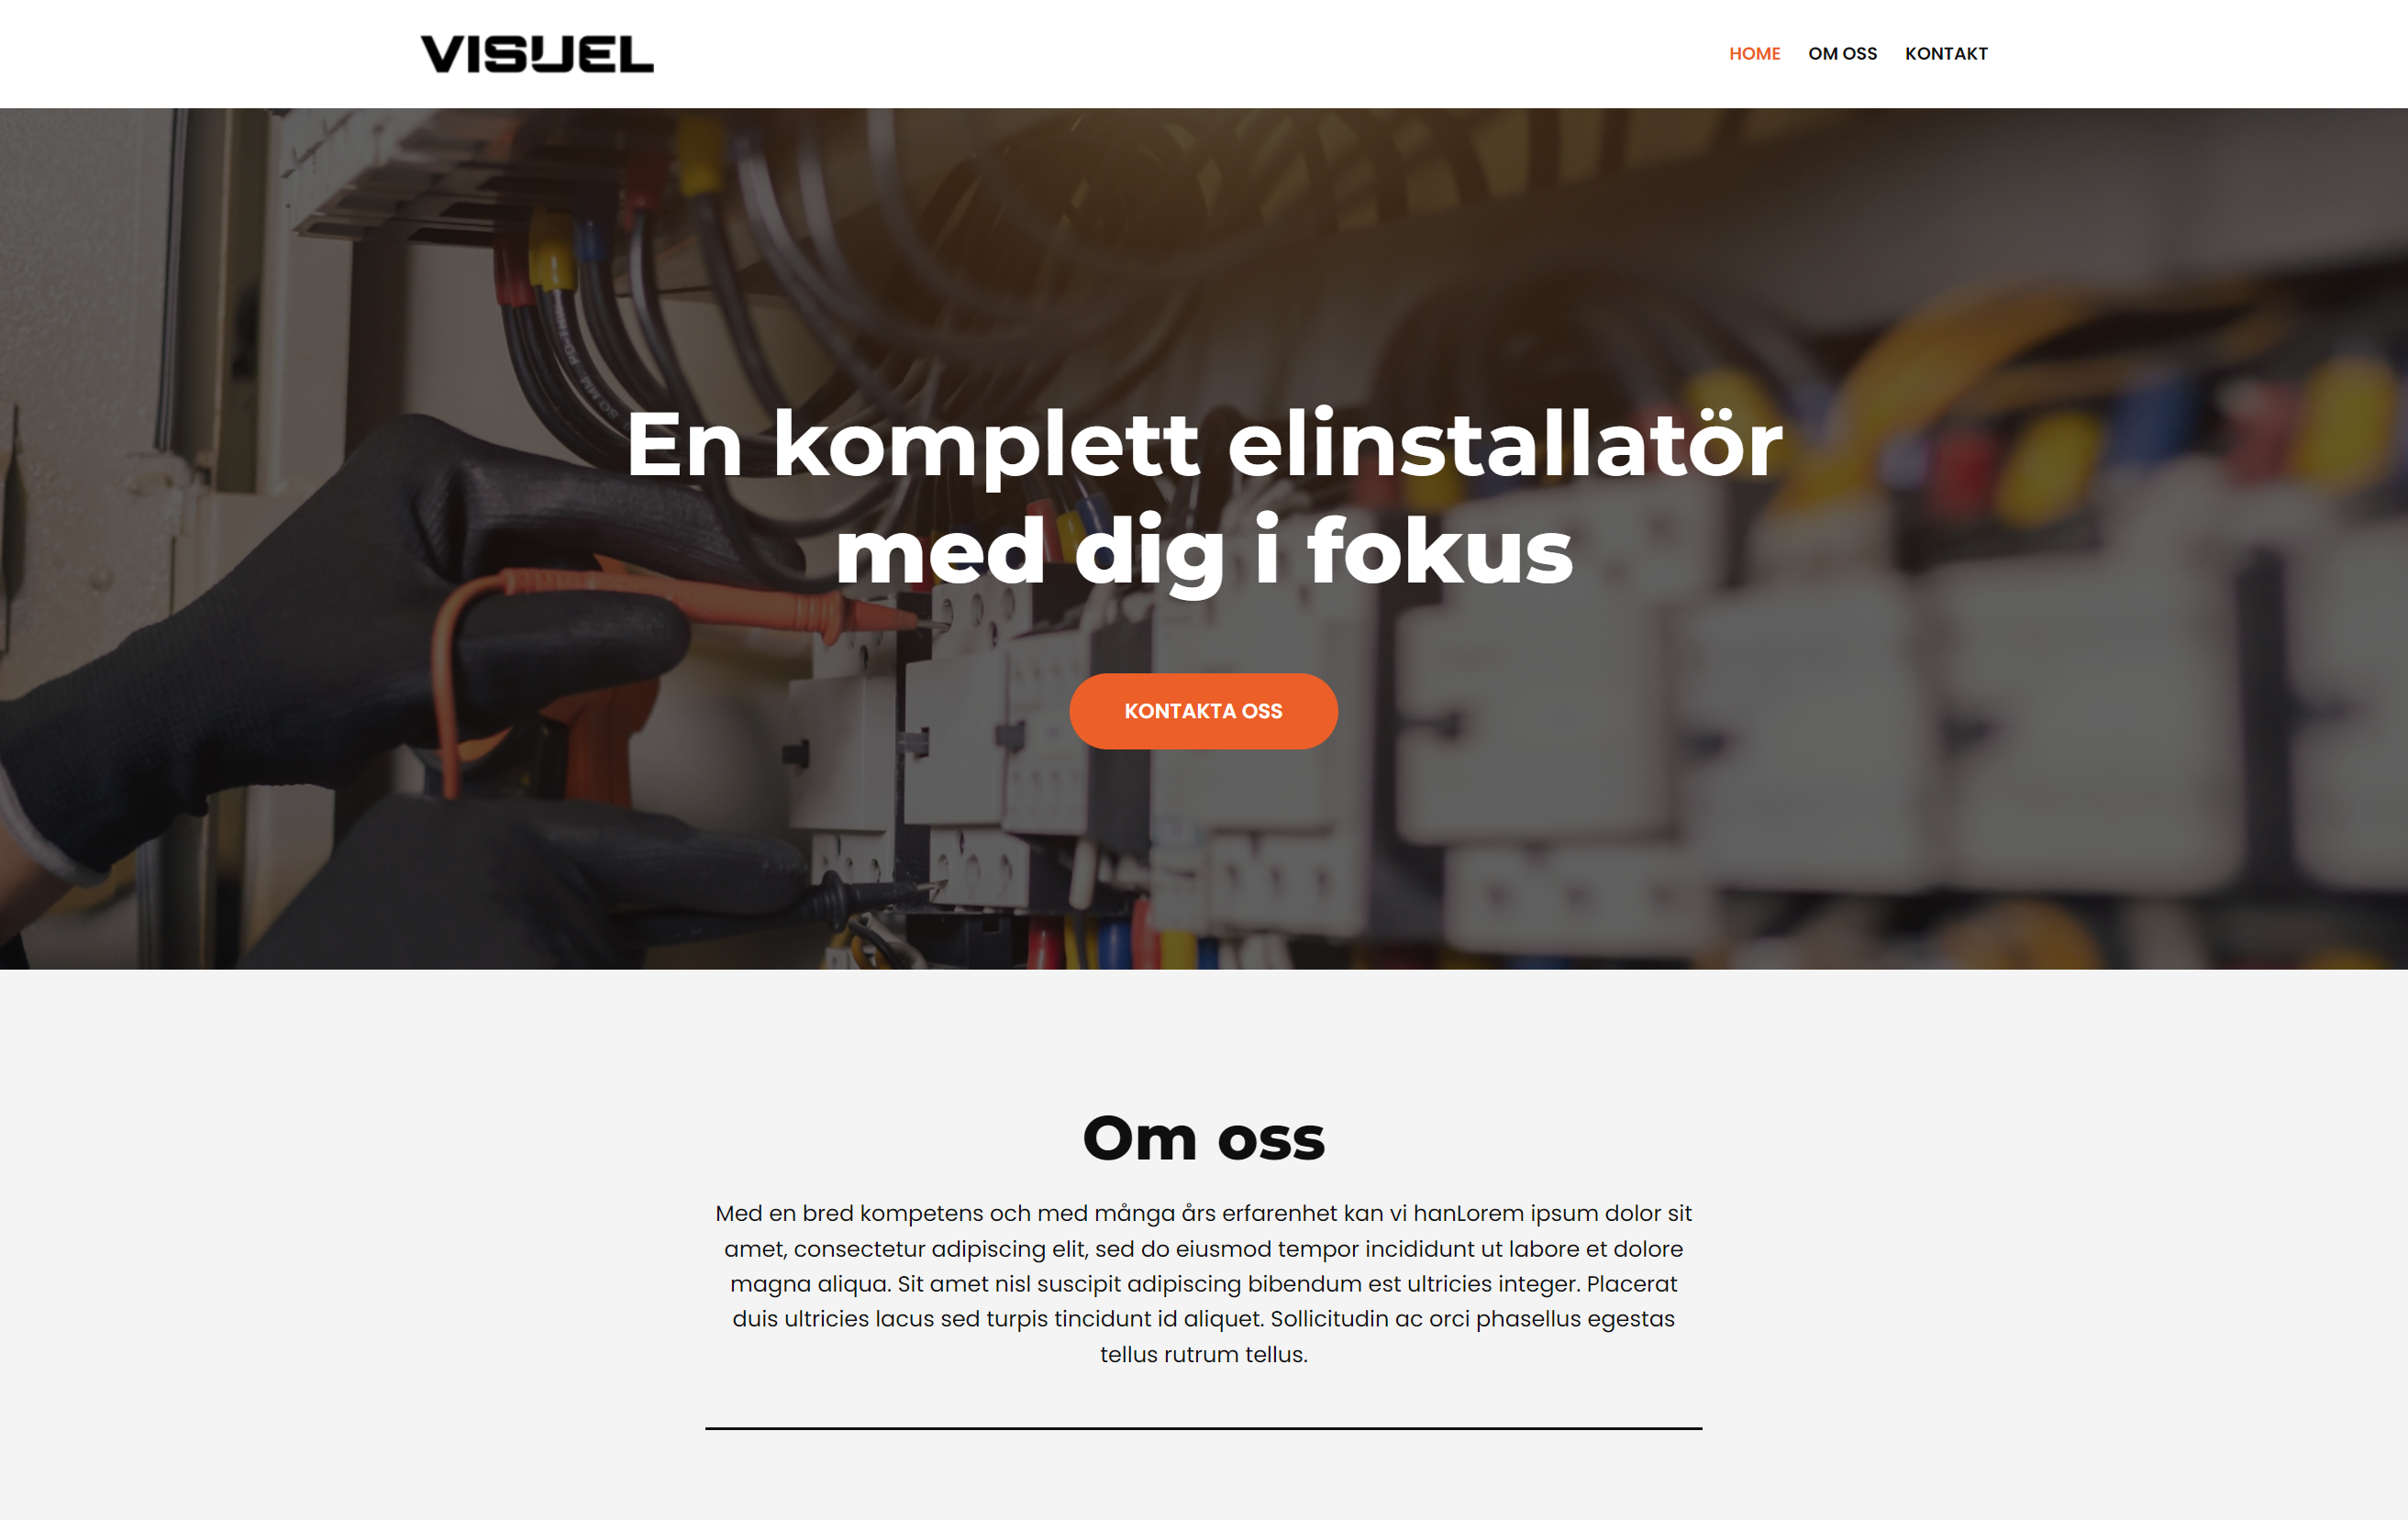 VISUEL
HOME OM OSS KONTAKT
En komplett elinstallatör
med dig i fokus
KONTAKTA OSS
Om oss
Med en bred kompetens och med många års erfarenhet kan vi hanLorem ipsum dolor sit
amet, consectetur adipiscing elit, sed do eiusmod tempor incididunt ut labore et dolore
magna aliqua. Sit amet nisl suscipit adipiscing bibendum est ultricies integer. Placerat
duis ultricies lacus sed turpis tincidunt id aliquet. Sollicitudin ac orci phasellus egestas
tellus rutrum tellus.